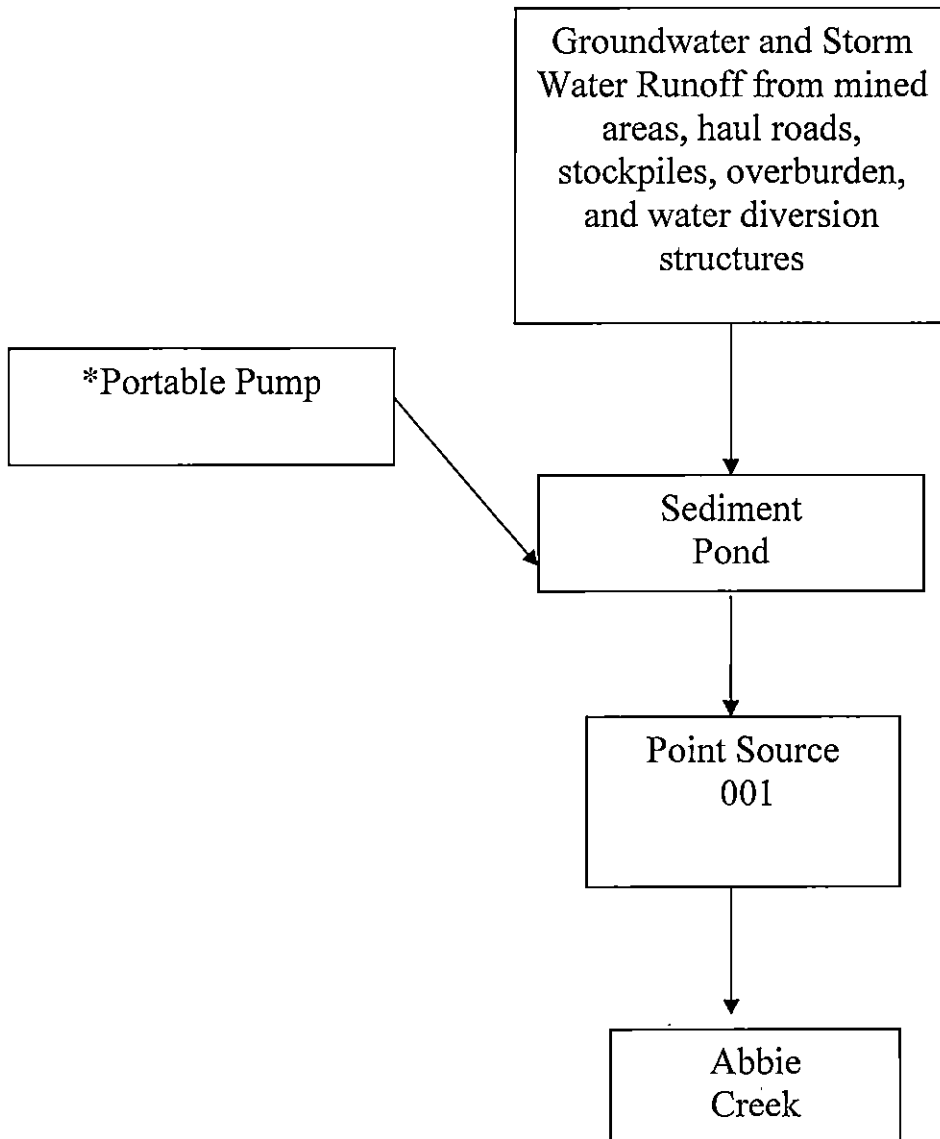 Groundwater and Storm
Water Runoff from mined
areas, haul roads,
stockpiles, overburden,
and water diversion
structures
*Portable Pump
Sediment
Pond
Point Source
001
Abbie
Creek